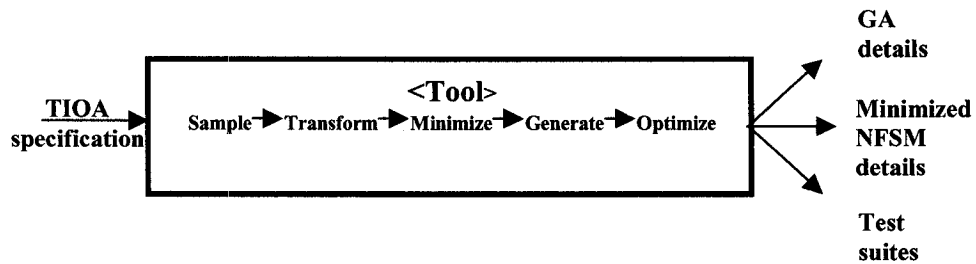 TIOA
specification
<Tool>
Sample Transform Minimize Generate Optimize
GA
details
Minimized
NFSM
details
Test
suites